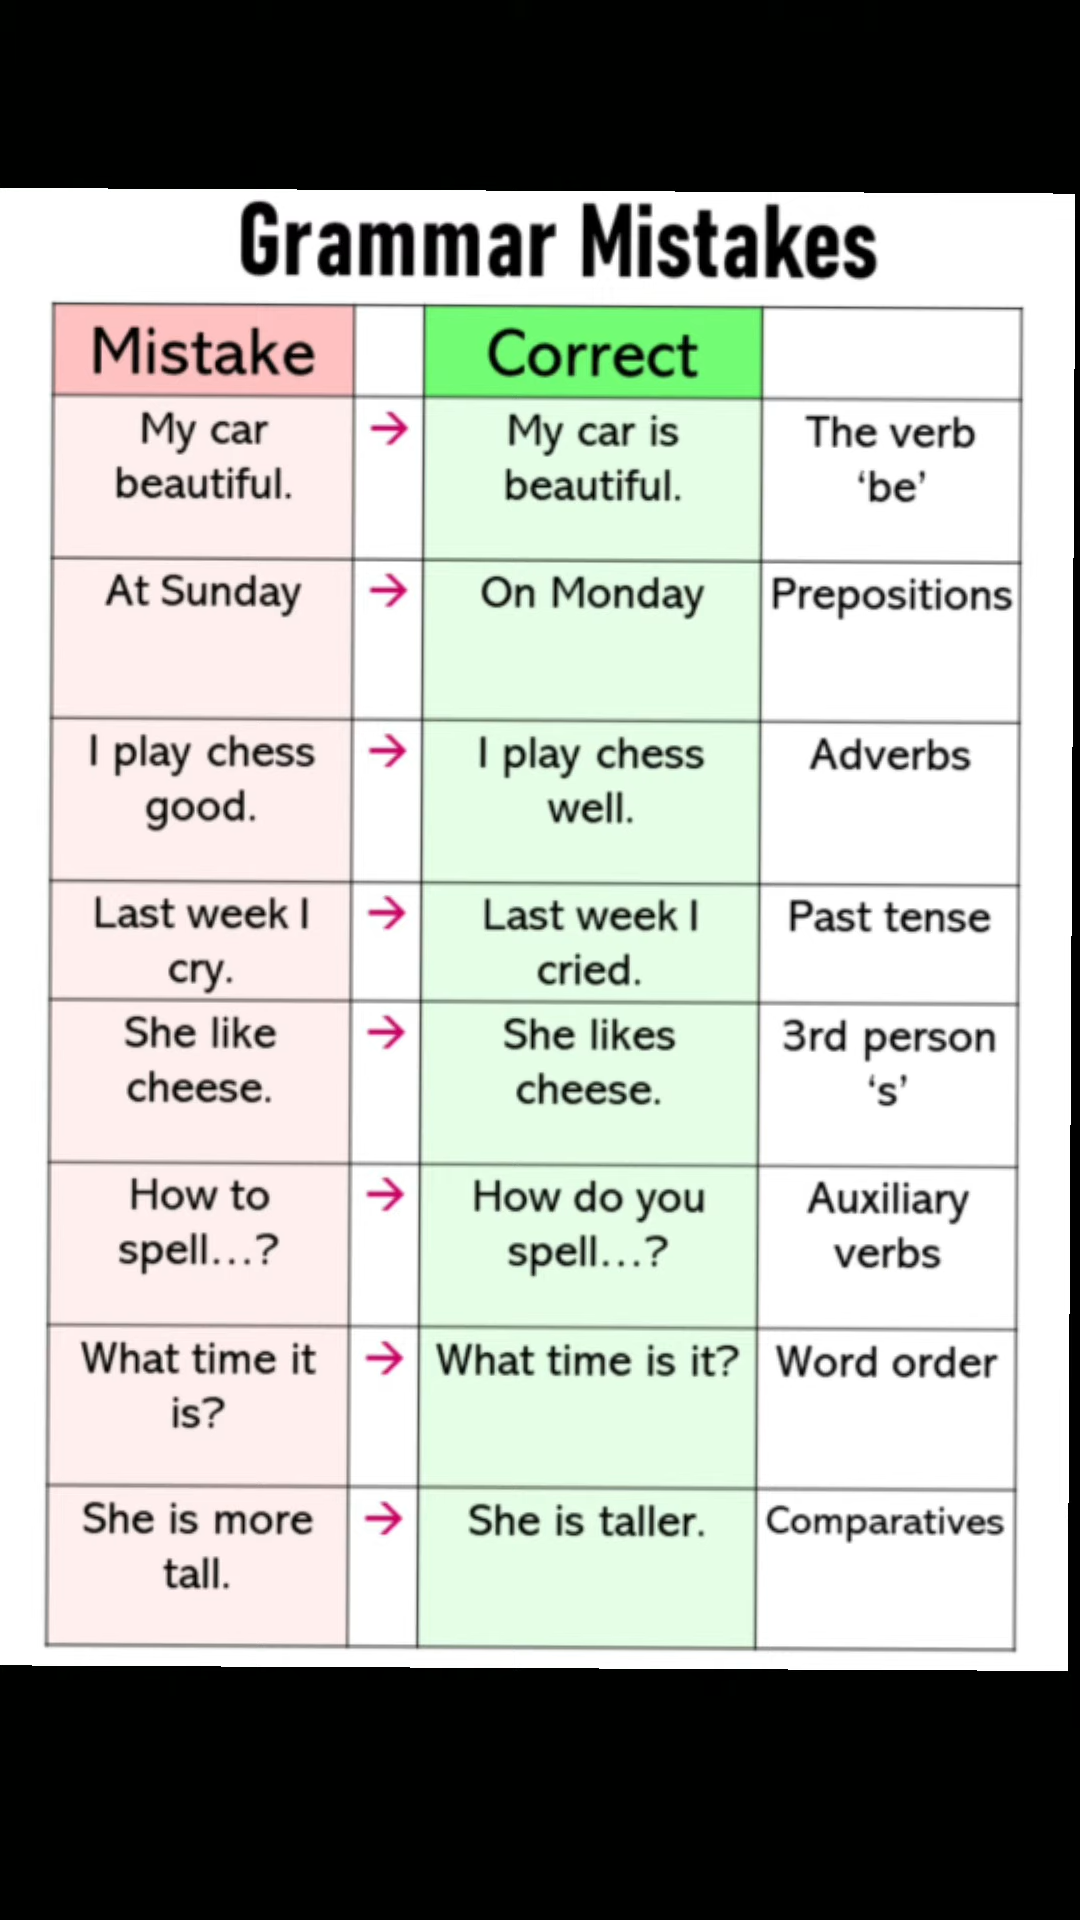 Grammar Mistakes
Mistake Correct
My car → My car is The verb
beautiful. beautiful. ‘be’
At Sunday → On Monday Prepositions
I play chess → I play chess Adverbs
good. well.
Last week I → Last week I Past tense
cry. cried.
She like → She likes 3rd person
cheese. cheese. ‘s’
How to → How do you Auxiliary
spell...? spell...? verbs
What time it → What time is it? Word order
is?
She is more → She is taller. Comparatives
tall.